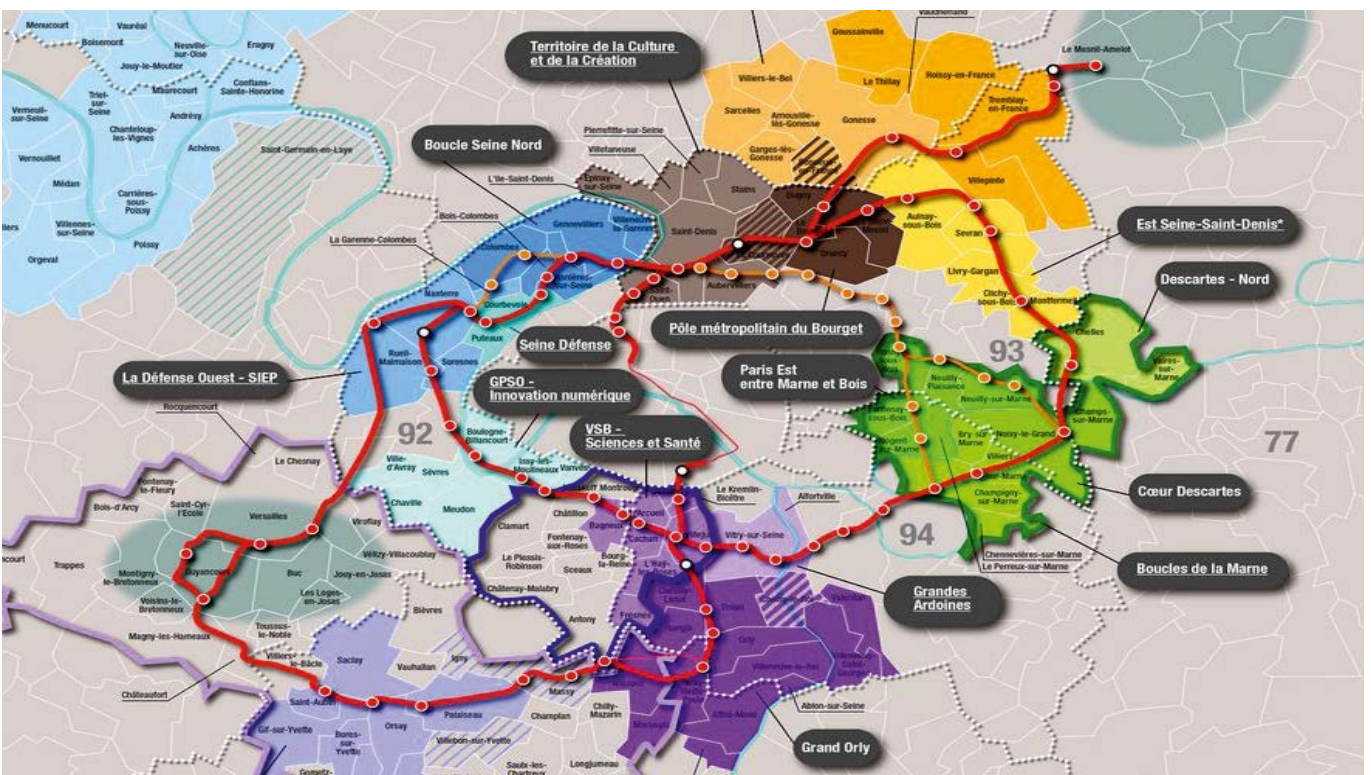 Menucourt
Vauréal
Boisemont
Neuville-
sur-Oise
Eragny
Jouy-le-Moutier
Maurecourt
Conflans-
Sainte-Honorine
Triel-
sur-
Seine
Andrésy
Verneuil-
sur-Seine
Chanteloup-
les-Vignes
Vernouillet
Achères
Médan
Carrières-
sous-
Poissy
Villennes-
sur-Seine
Poissy
Orgeval
Saint-Germain-en-Laye
Territoire de la Culture
et de la Création
Pierrefitte-sur-Seine
Villetaneuse
L'Ile-Saint-Denis
Boucle Seine Nord
Bois-Colombes
La Garenne-Colombes
Epinay-
sur-Seine
Stains
Saint-Denis
Aubervilliers
Gennevilliers
Colombes
Courbevoie
Nanterre
Puteaux
Rueil-
Malmaison
Suresnes
Goussainville
Villiers-le-Bel
Le Thillay
Roissy-en-France
Sarcelles
Arnouville-
lès-Gonesse
Gonesse
Garges-lès-
Gonesse
Le Mesnil-Amelot
Tremblay-
en-France
Villepinte
Dugny
Drancy
Aulnay-
sous-Bois
Sevran
Livry-Gargan
Clichy-
sous-Bois
Montfermeil
Est Seine-Saint-Denis*
Descartes - Nord
Chelles
Vaires-
sur-
Marne
Champs-
sur-Marne
Pôle métropolitain du Bourget
Seine Défense
Paris Est
entre Marne et Bois
La Défense Ouest - SIEP
GPSO -
Innovation numérique
VSB -
Sciences et Santé
93
92
77
94
Neuilly-
Plaisance
Neuilly-sur-Marne
Bry-sur-
Marne
Noisy-le-Grand
Champigny-
sur-Marne
Cœur Descartes
Chennevières-sur-Marne
Le Perreux-sur-Marne
Boucles de la Marne
Rocquencourt
Le Chesnay
Fontenay-
le-Fleury
Bois-d'Arcy
Saint-Cyr-
l'Ecole
Versailles
Viroflay
Trappes
Montigny-
le-Bretonneux
Guyancourt
Buc
Jouy-en-Josas
Les Loges-
en-Josas
Voisins-le-
Bretonneux
Magny-les-Hameaux
Toussus-
le-Noble
Châteaufort
Villiers-
le-Bâcle
Ville-
d'Avray
Sèvres
Boulogne-
Billancourt
Issy-les-
Moulineaux
Vanves
Chaville
Meudon
Vélizy-Villacoublay
Clamart
Châtillon
Montrouge
Bagneux
Arcueil
Cachan
Le Kremlin-
Bicêtre
Fontenay-
aux-Roses
Le Plessis-
Robinson
Sceaux
Bourg-
la-Reine
L'Haÿ-
les-Roses
Châtenay-Malabry
Antony
Fresnes
Bièvres
Alfortville
Vitry-sur-Seine
Thiais
Orly
Valenton
Villeneuve-le-Roi
Villeneuve-
Saint-
Georges
Athis-Mons
Ablon-sur-Seine
Grandes
Ardoines
Grand Orly
Saclay
Vauhallan
Igny
Saint-Aubin
Massy
Orsay
Palaiseau
Champlan
Chilly-
Mazarin
Morangis
Gif-sur-Yvette
Bures-
sur-
Yvette
Villebon-sur-Yvette
Longjumeau
Saulx-les-
Chartreux
Gometz-